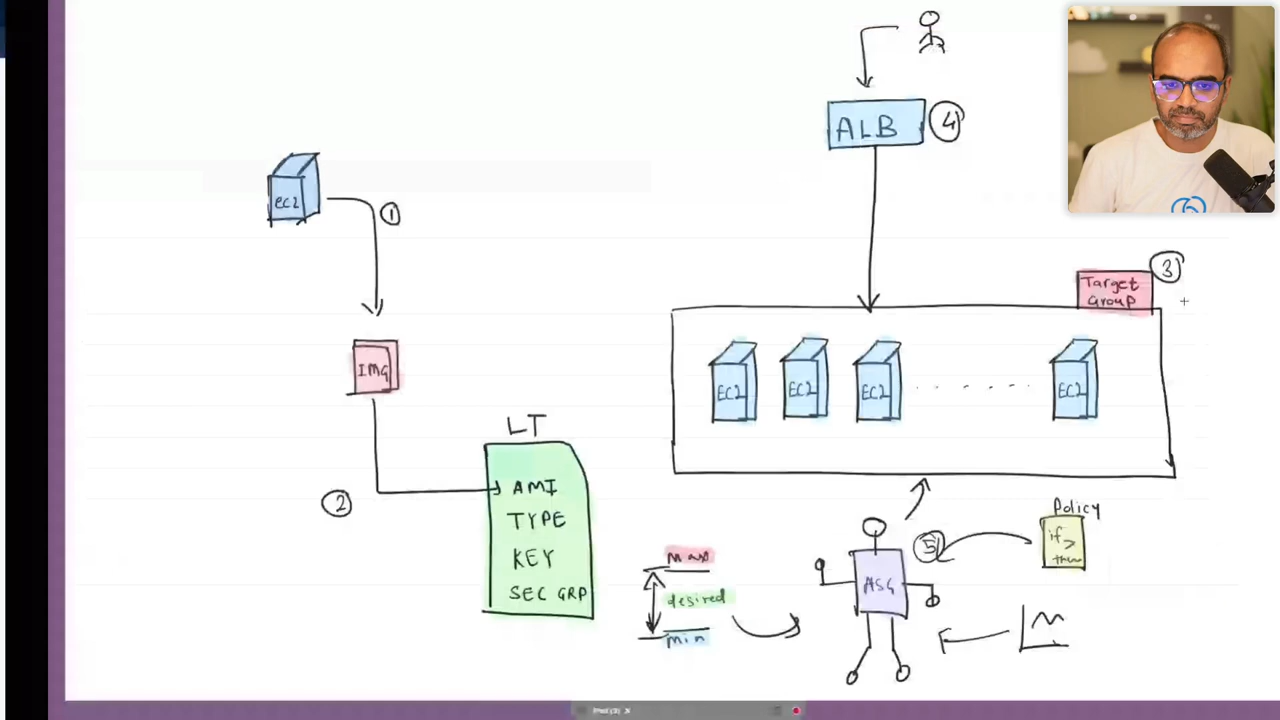 ALB
4
EC2
1
Target
Group
3
IMG
EC2
EC2
EC2
EC2
LT
AMI
TYPE
KEY
SEC GRP
2
Policy
if >
then
5
ASG
max
desired
min